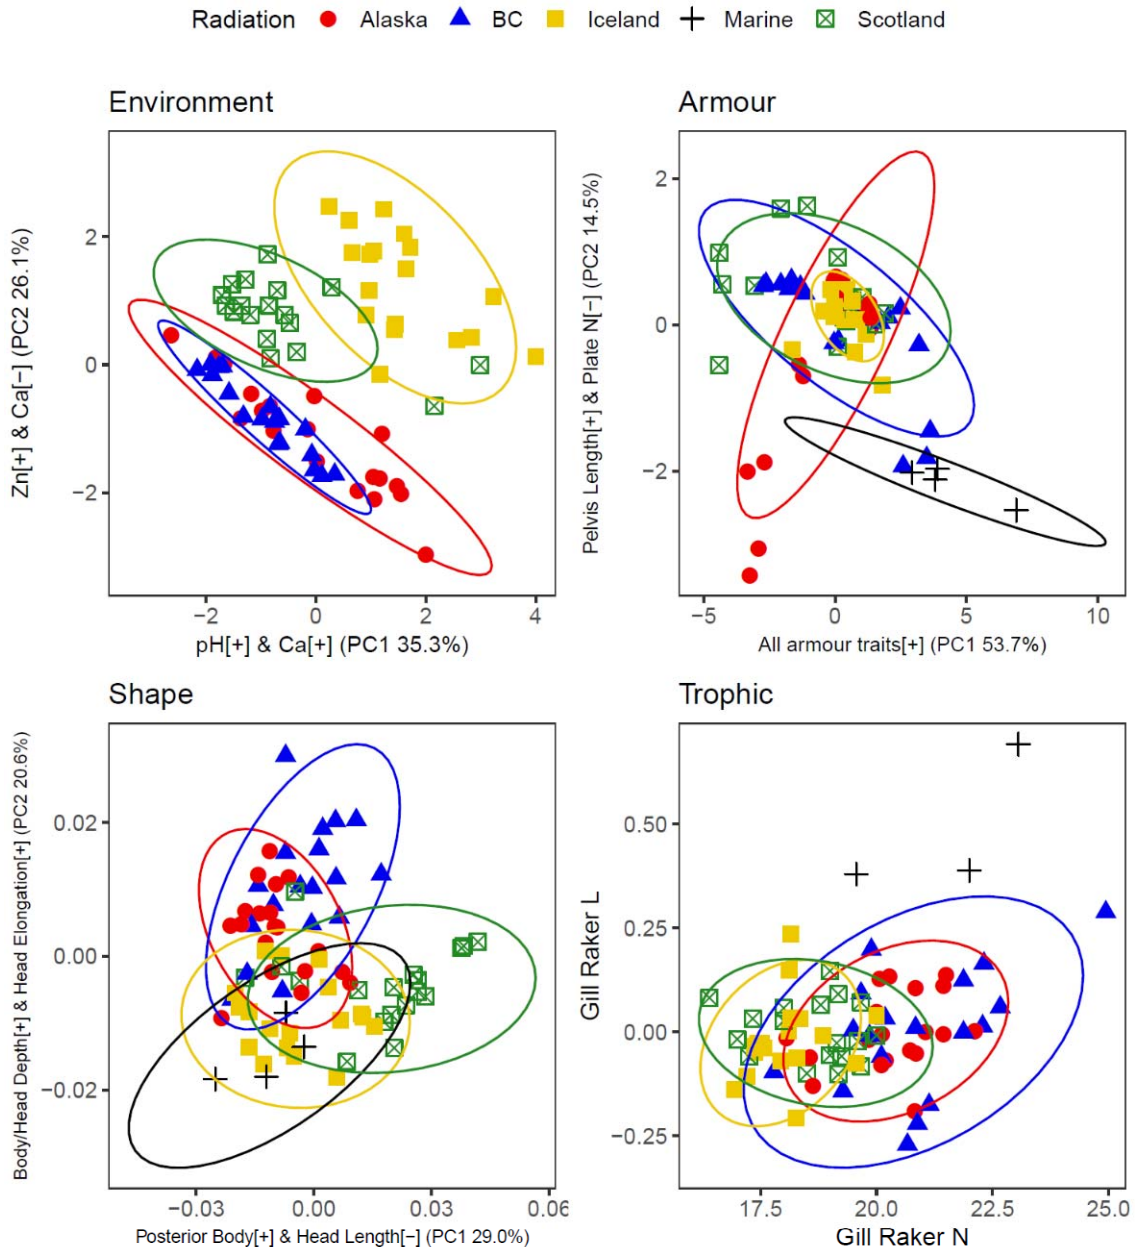 Radiation Alaska BC Iceland Marine Scotland
Environment
Zn[+] & Ca[−] (PC2 26.1%)
2
0
−2
−2 0 2 4
pH[+] & Ca[+] (PC1 35.3%)
Armour
Pelvis Length[+] & Plate N[−] (PC2 14.5%)
2
0
−2
−5 0 5 10
All armour traits[+] (PC1 53.7%)
Shape
Body/Head Depth[+] & Head Elongation[+] (PC2 20.6%)
0.02
0.00
−0.02
−0.03 0.00 0.03 0.06
Posterior Body[+] & Head Length[−] (PC1 29.0%)
Trophic
Gill Raker L
0.50
0.25
0.00
−0.25
17.5 20.0 22.5 25.0
Gill Raker N